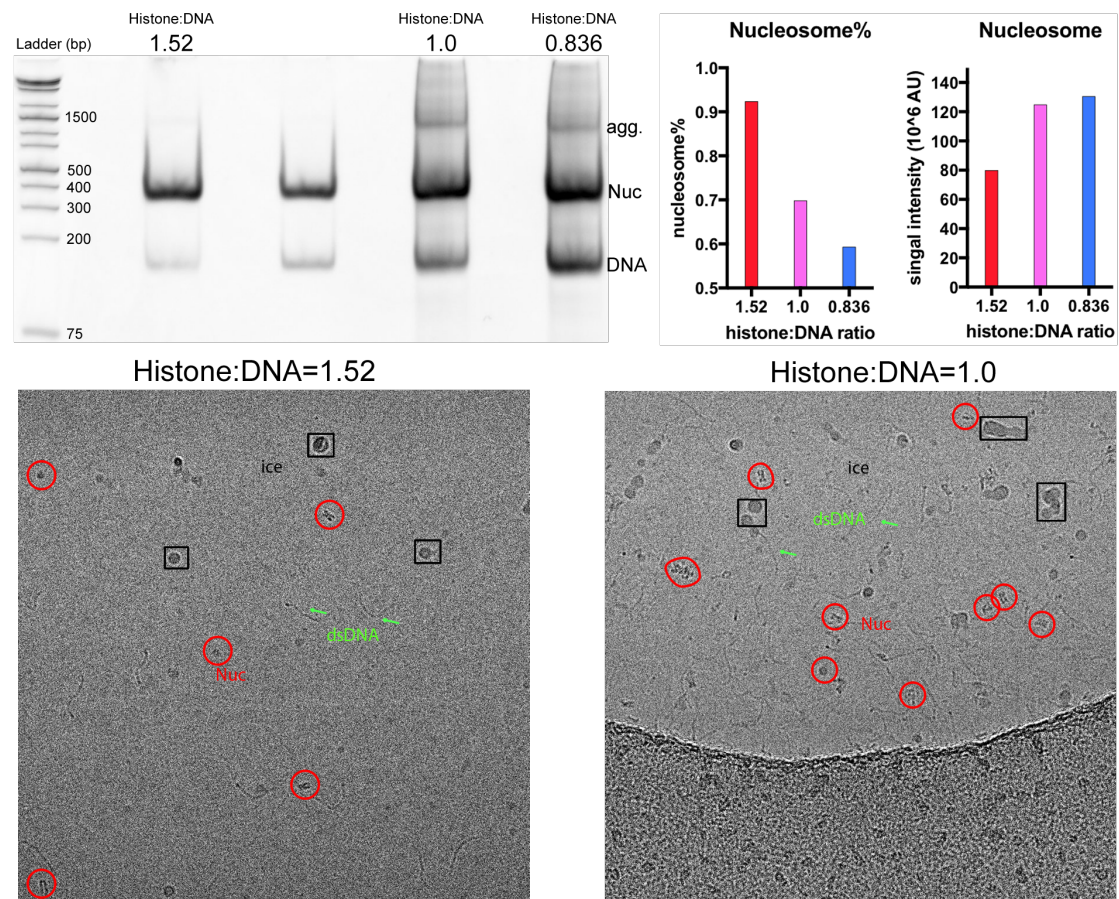 Histone:DNA
Histone:DNA
Histone:DNA
Ladder (bp)
1.52
1.0
0.836
1500
500
400
300
200
75
agg.
Nuc
DNA
Nucleosome%
nucleosome%
1.0
0.9
0.8
0.7
0.6
0.5
1.52
1.0
0.836
histone:DNA ratio
Nucleosome
singal intensity (10^6 AU)
140
120
100
80
60
40
20
0
1.52
1.0
0.836
histone:DNA ratio
Histone:DNA=1.52
ice
dsDNA
Nuc
Histone:DNA=1.0
ice
dsDNA
Nuc